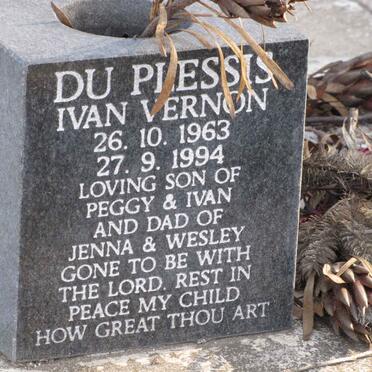 DU PLESSIS
IVAN VERNON
26. 10. 1963
27. 9. 1994
LOVING SON OF
PEGGY & IVAN
AND DAD OF
JENNA & WESLEY
GONE TO BE WITH
THE LORD. REST IN
PEACE MY CHILD
HOW GREAT THOU ART